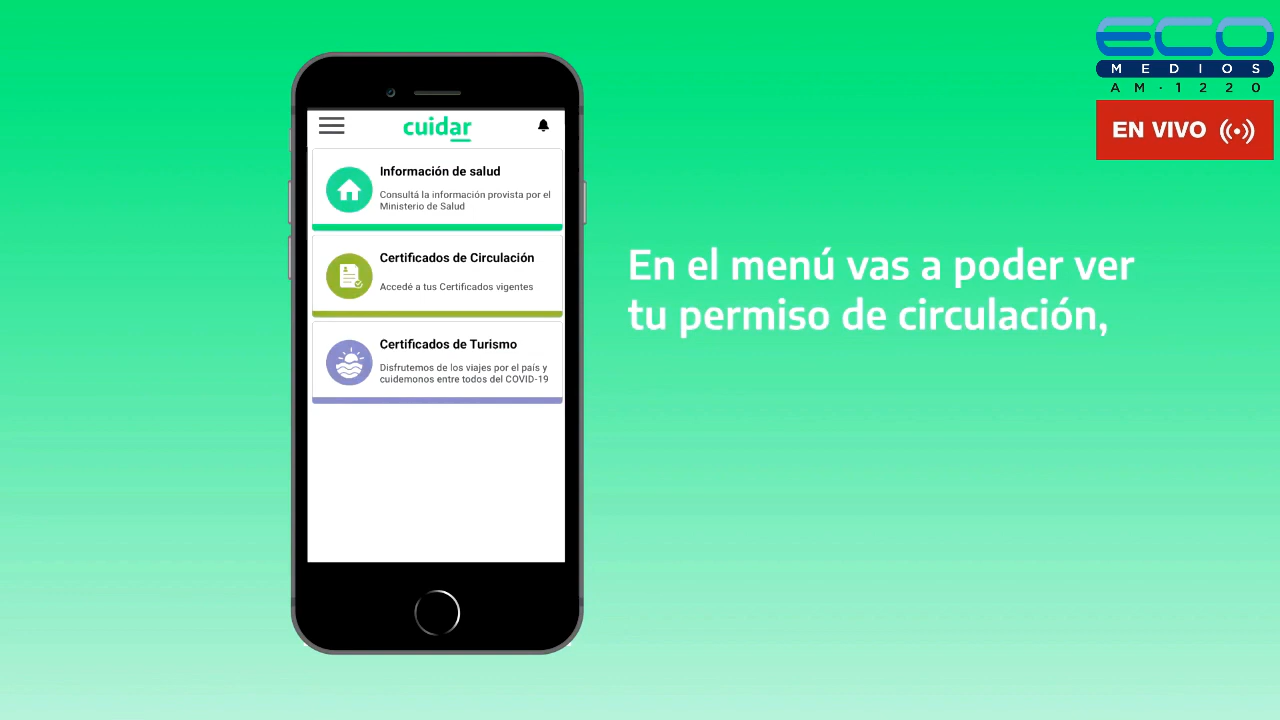 ECO
MEDIOS
AM·1220
EN VIVO
cuidar
Información de salud
Consultá la información provista por el
Ministerio de Salud
Certificados de Circulación
Accedé a tus Certificados vigentes
Certificados de Turismo
Disfrutemos de los viajes por el país y
cuidemonos entre todos del COVID-19
En el menú vas a poder ver
tu permiso de circulación,